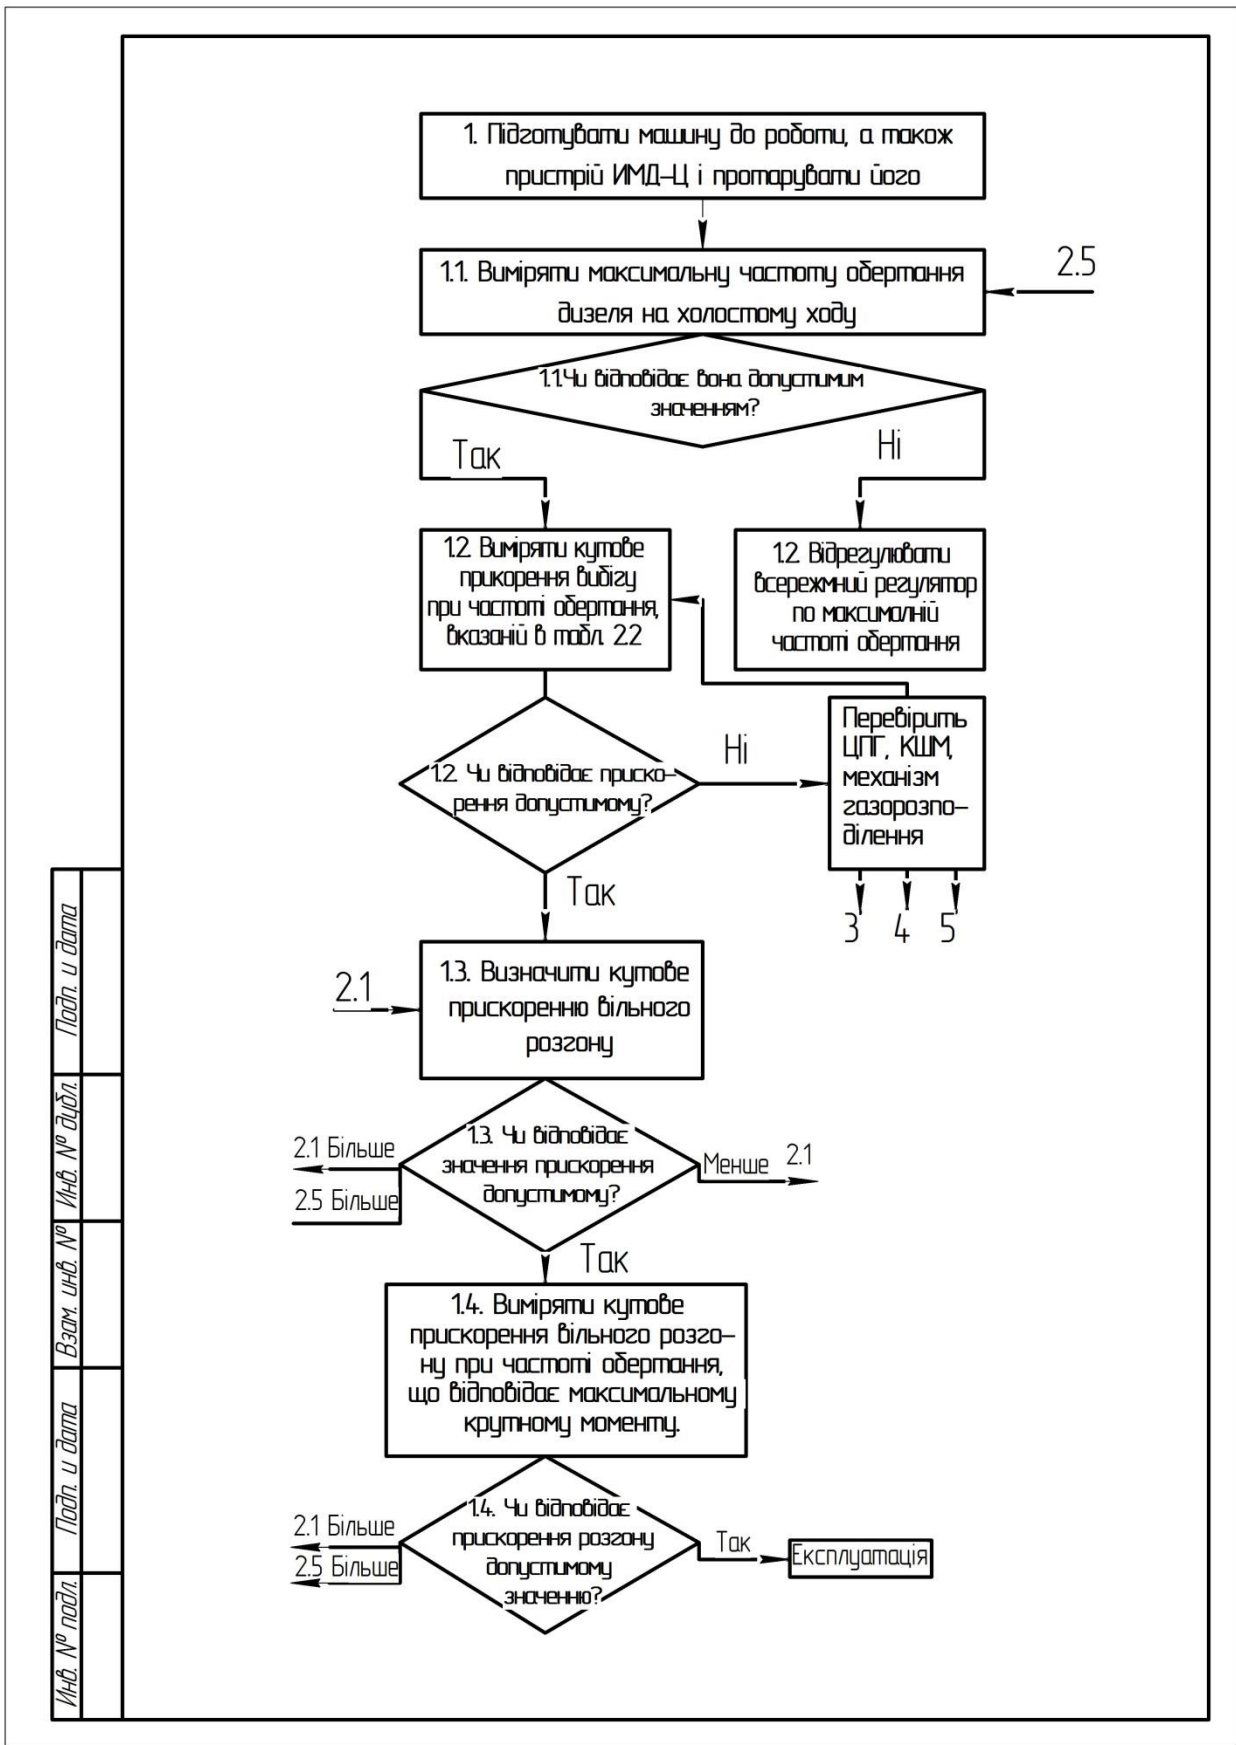 1. Підготувати машину до роботи, а також
пристрій ИМД-Ц і протарувати його
1.1. Виміряти максимальну частоту обертання
дизеля на холостому ходу
2.5
1.1.Чи відповідає вона допустимим
значенням?
Так
Ні
1.2. Виміряти кутове
прикорення вибігу
при частоті обертання,
вказаній в табл. 2.2
1.2. Відрегулювати
всережмний регулятор
по максималній
частоті обертання
Перевірить
ЦПГ, КШМ,
механізм
газорозпо-
ділення
1.2. Чи відповідає приско-
рення допустимому?
Ні
Так
3 4 5
1.3. Визначити кутове
прискоренню вільного
розгону
2.1
1.3. Чи відповідає
значення прискорення
допустимому?
2.1 Більше
2.5 Більше
Менше 2.1
Так
1.4. Виміряти кутове
прискорення вільного розго-
ну при частоті обертання,
що відповідає максимальному
крутному моменту.
1.4. Чи відповідає
прискорення розгону
допустимому
значенню?
2.1 Більше
2.5 Більше
Так
Експлуатація
Подп. и дата
Инв. № дубл.
Взам. инв. №
Подп. и дата
Инв. № подл.